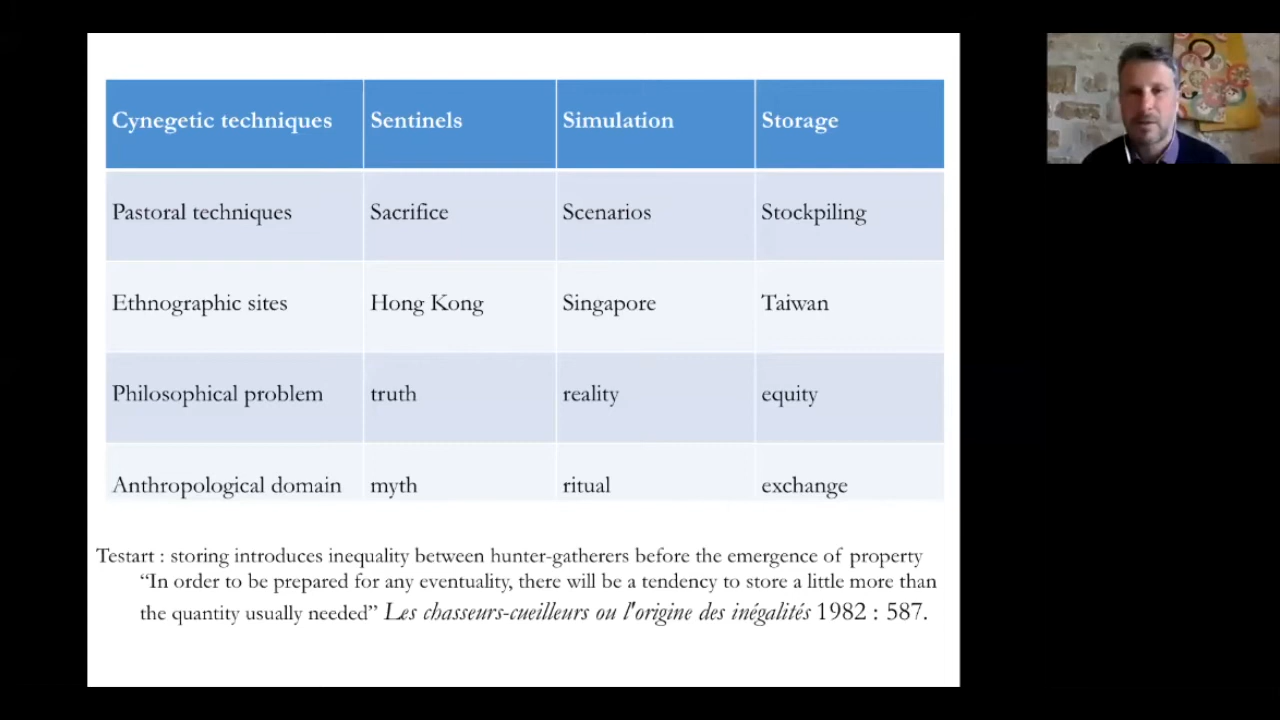 Cynegetic techniques Sentinels Simulation Storage
Pastoral techniques Sacrifice Scenarios Stockpiling
Ethnographic sites Hong Kong Singapore Taiwan
Philosophical problem truth reality equity
Anthropological domain myth ritual exchange
Testart : storing introduces inequality between hunter-gatherers before the emergence of property
“In order to be prepared for any eventuality, there will be a tendency to store a little more than
the quantity usually needed” Les chasseurs-cueilleurs ou l'origine des inégalités 1982 : 587.